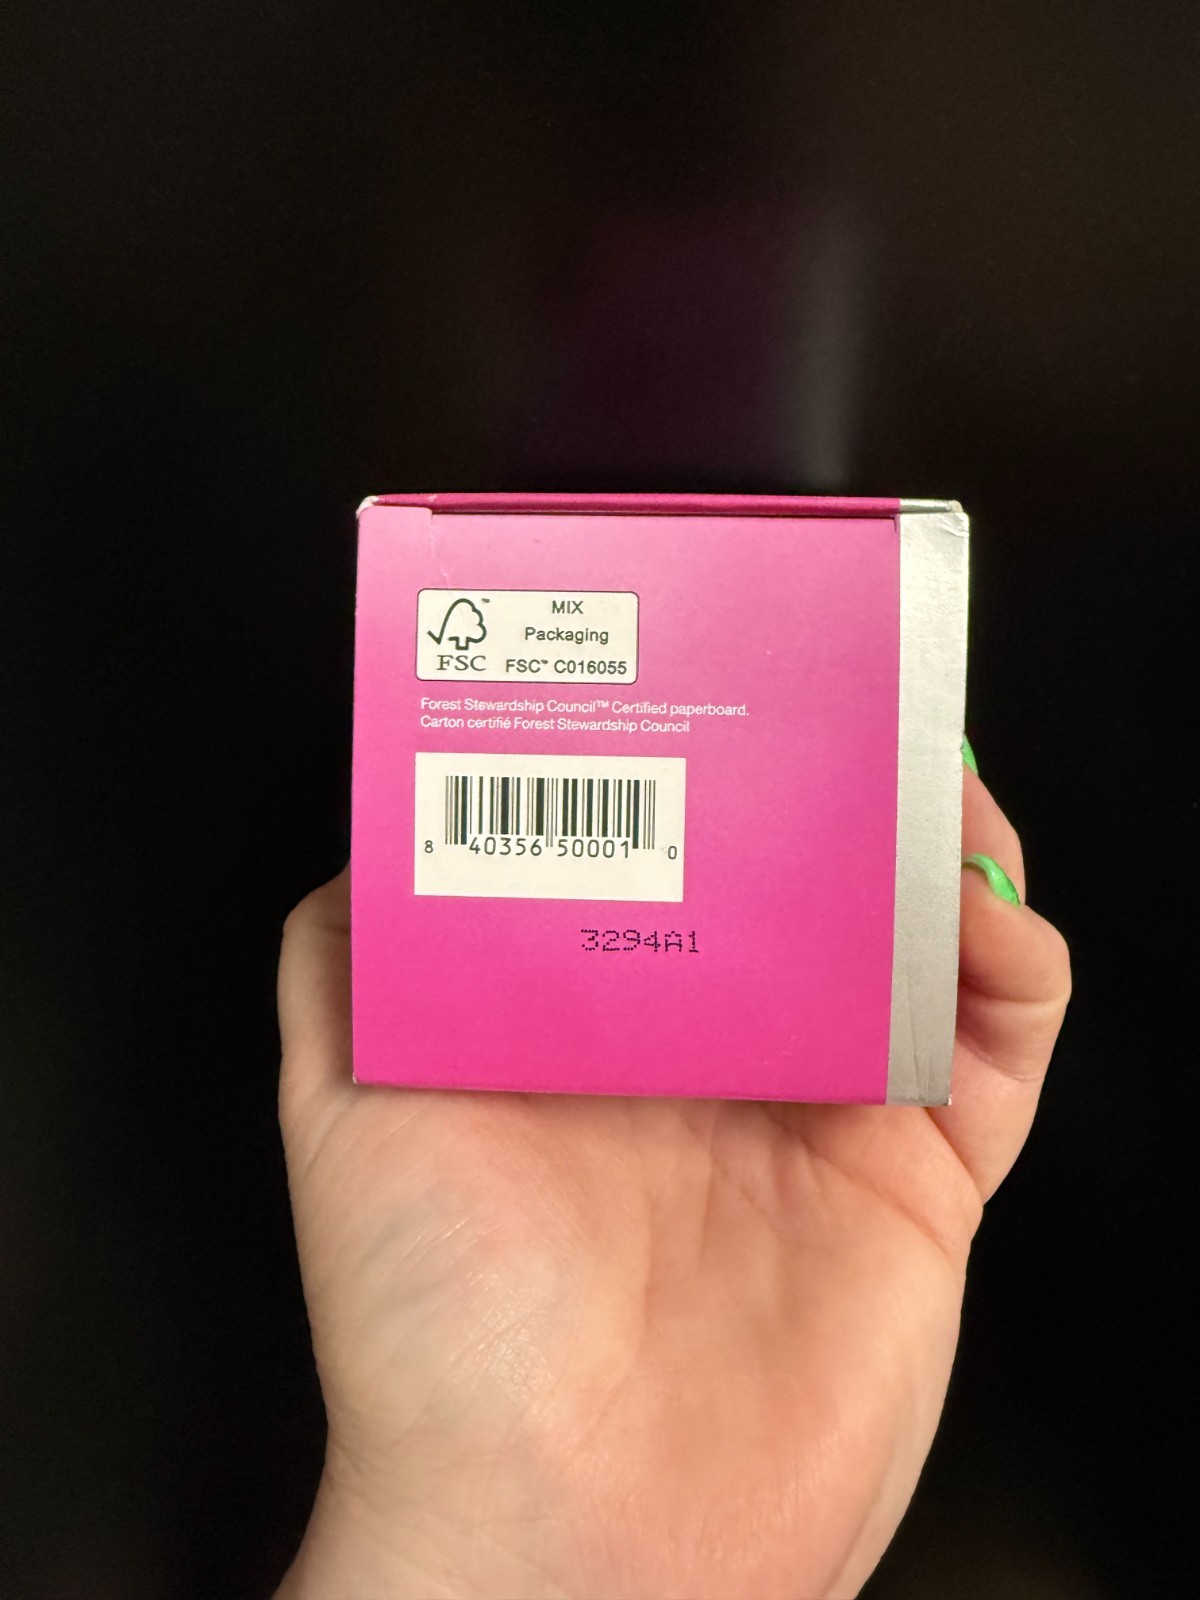 MIX
Packaging
FSC™ FSC™ C016055
Forest Stewardship Council™ Certified paperboard.
Carton certifié Forest Stewardship Council
8 40356 50001 0
3294A1